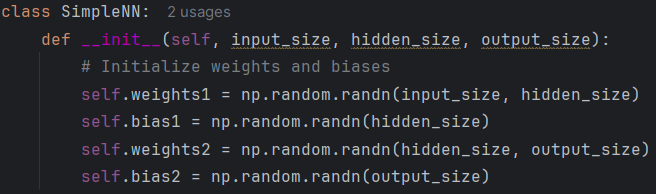 class SimpleNN:  2 usages
    def __init__(self, input_size, hidden_size, output_size):
        # Initialize weights and biases
        self.weights1 = np.random.randn(input_size, hidden_size)
        self.bias1 = np.random.randn(hidden_size)
        self.weights2 = np.random.randn(hidden_size, output_size)
        self.bias2 = np.random.randn(output_size)